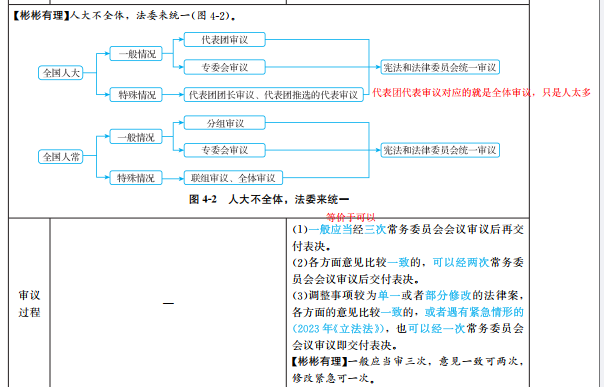 【彬彬有理】人大不全体，法委来统一(图 4-2)。
全国人大
一般情况
代表团审议
专委会审议
特殊情况
代表团团长审议、代表团推选的代表审议
宪法和法律委员会统一审议
代表团代表审议对应的就是全体审议，只是人太多
全国人常
一般情况
分组审议
专委会审议
特殊情况
联组审议、全体审议
宪法和法律委员会统一审议
图 4-2 人大不全体，法委来统一
等价于可以
审议
过程
—
(1)一般应当经三次常务委员会会议审议后再交
付表决。
(2)各方面意见比较一致的，可以经两次常务委
员会会议审议后交付表决。
(3)调整事项较为单一或者部分修改的法律案，
各方面的意见比较一致的，或者遇有紧急情形的
(2023 年《立法法》)，也可以经一次常务委员会
会议审议即交付表决。
【彬彬有理】一般应当审三次，意见一致可两次，
修改紧急可一次。